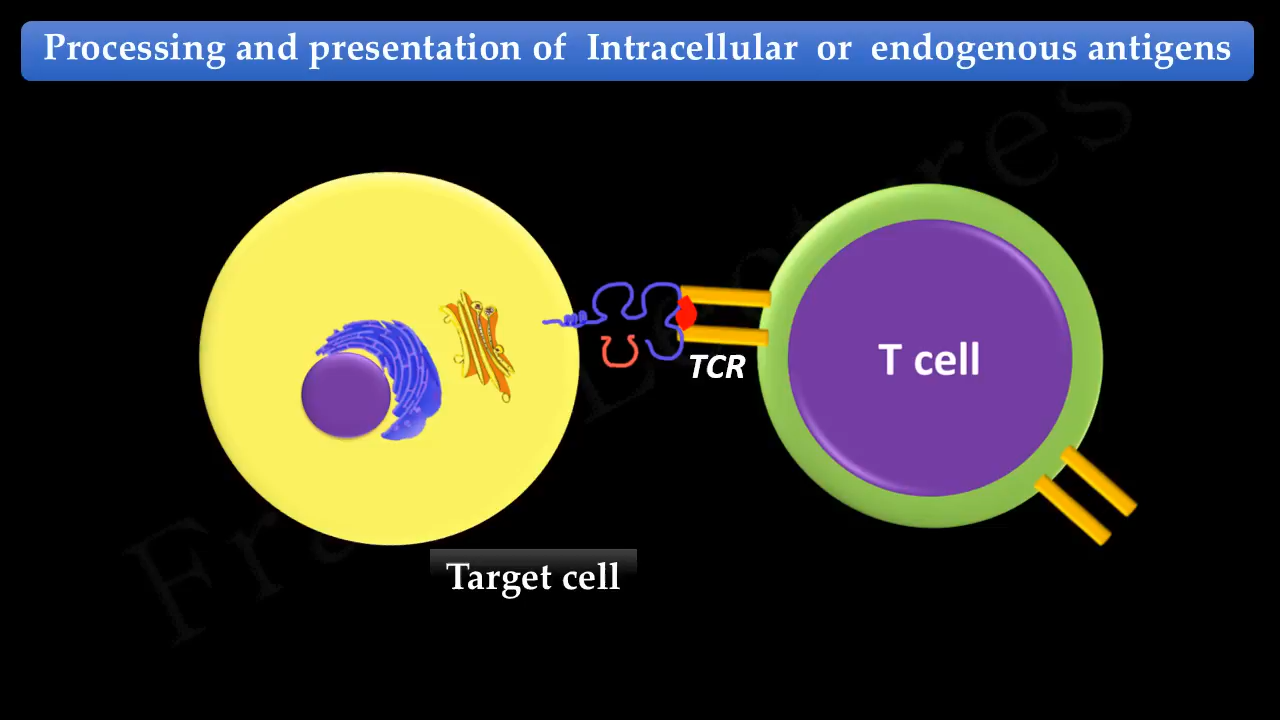 Processing and presentation of Intracellular or endogenous antigens
T cell
TCR
Target cell